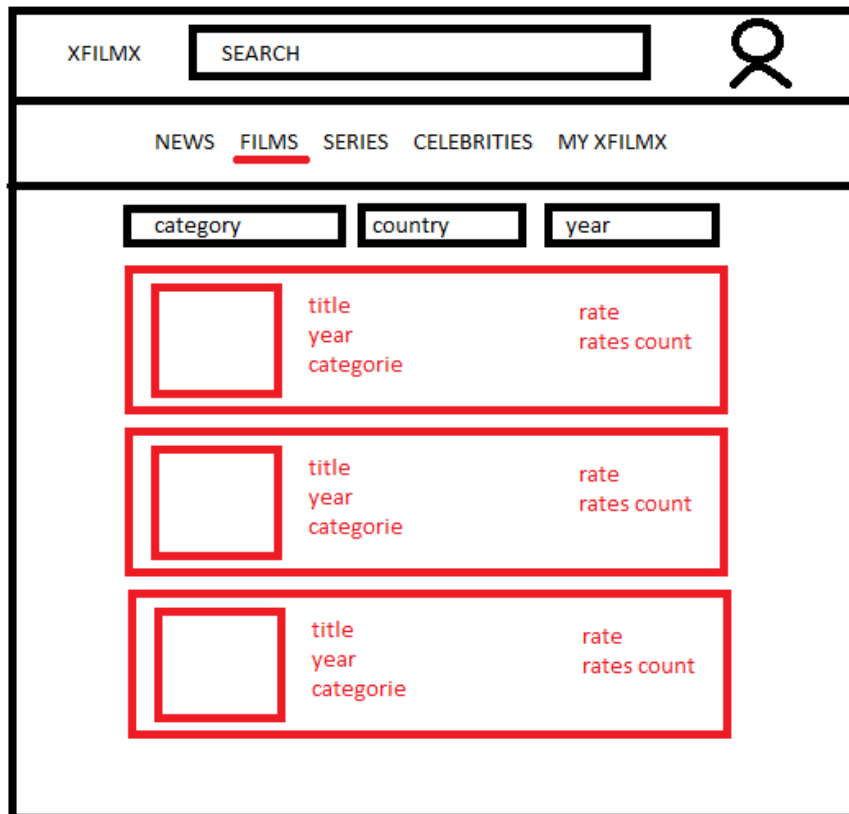 XFILMX SEARCH
NEWS FILMS SERIES CELEBRITIES MY XFILMX
category country year
title
year
categorie
rate
rates count
title
year
categorie
rate
rates count
title
year
categorie
rate
rates count